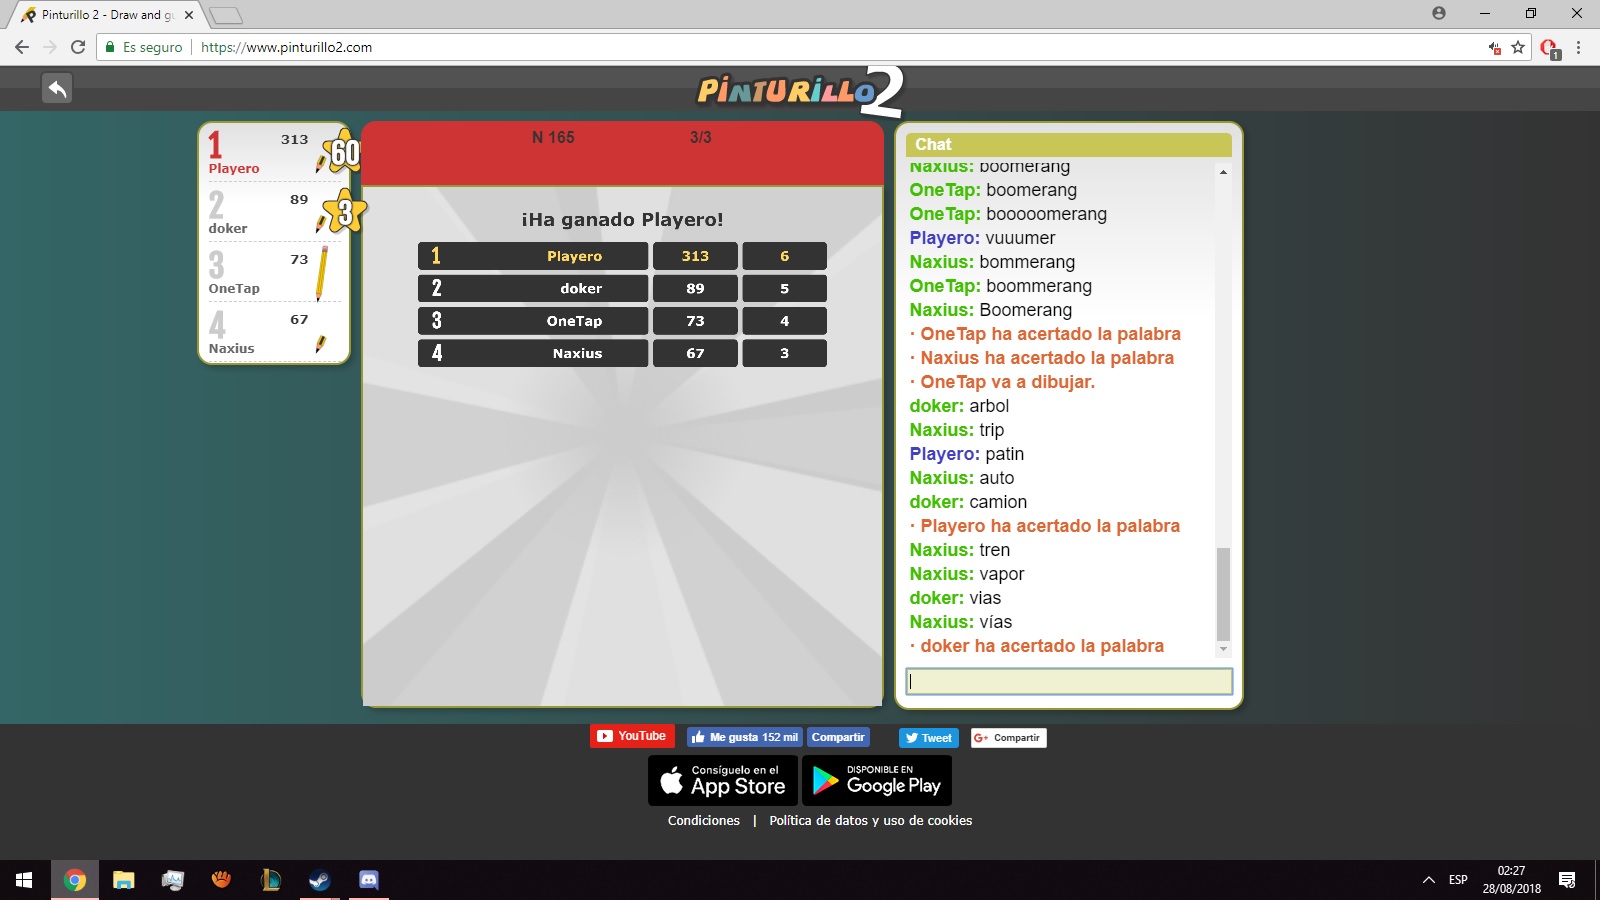 Pinturillo 2 - Draw and gu
Es seguro
https://www.pinturillo2.com
1
PINTURILLO 2
1
313
60
Playero
2
89
3
doker
3
73
OneTap
4
67
Naxius
N 165
3/3
¡Ha ganado Playero!
1 Playero 313 6
2 doker 89 5
3 OneTap 73 4
4 Naxius 67 3
Chat
Naxius: boomerang
OneTap: boomerang
OneTap: booooomerang
Playero: vuuumer
Naxius: bommerang
OneTap: boommerang
Naxius: Boomerang
· OneTap ha acertado la palabra
· Naxius ha acertado la palabra
· OneTap va a dibujar.
doker: arbol
Naxius: trip
Playero: patin
Naxius: auto
doker: camion
· Playero ha acertado la palabra
Naxius: tren
Naxius: vapor
doker: vias
Naxius: vías
· doker ha acertado la palabra
YouTube
Me gusta 152 mil
Compartir
Tweet
G+ Compartir
Consíguelo en el
App Store
DISPONIBLE EN
Google Play
Condiciones | Política de datos y uso de cookies
ESP
02:27
28/08/2018